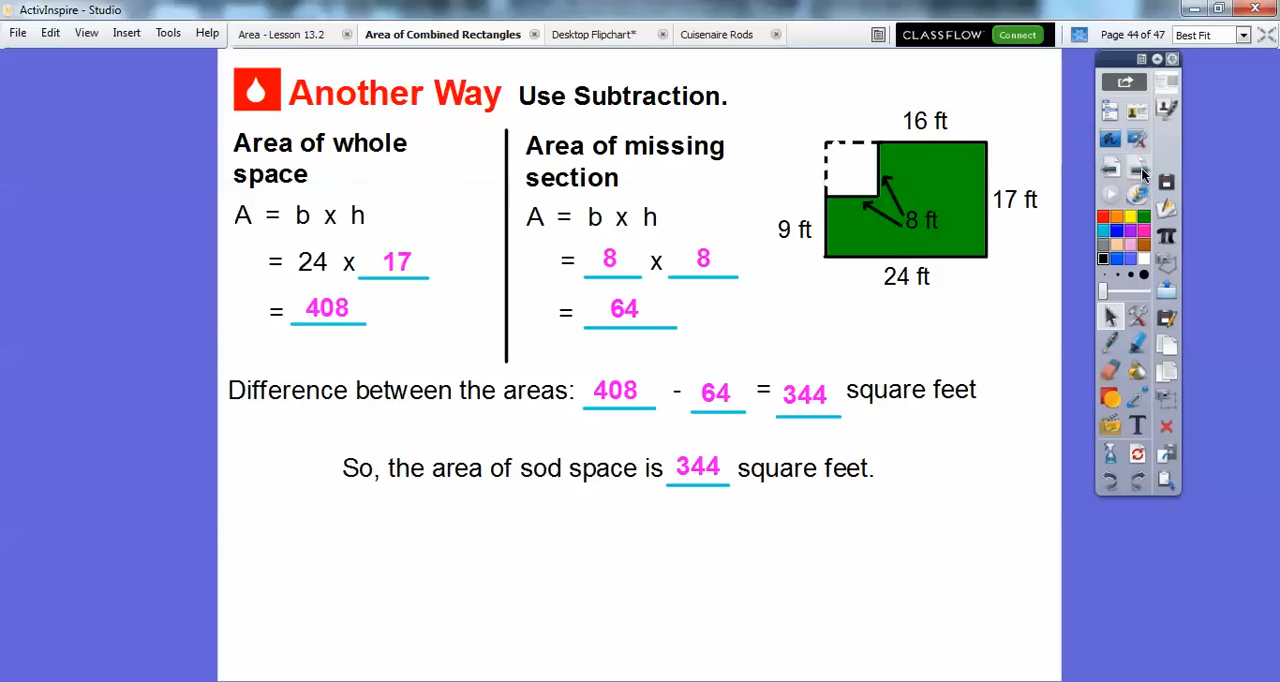 ActivInspire - Studio
File Edit View Insert Tools Help
Area - Lesson 13.2 Area of Combined Rectangles Desktop Flipchart* Cuisenaire Rods
CLASSFLOW Connect
Page 44 of 47 Best Fit
Another Way Use Subtraction.
Area of whole
space
A = b x h
= 24 x 17
= 408
Area of missing
section
A = b x h
= 8 x 8
= 64
16 ft
17 ft
9 ft
8 ft
24 ft
Difference between the areas: 408 - 64 = 344 square feet
So, the area of sod space is 344 square feet.